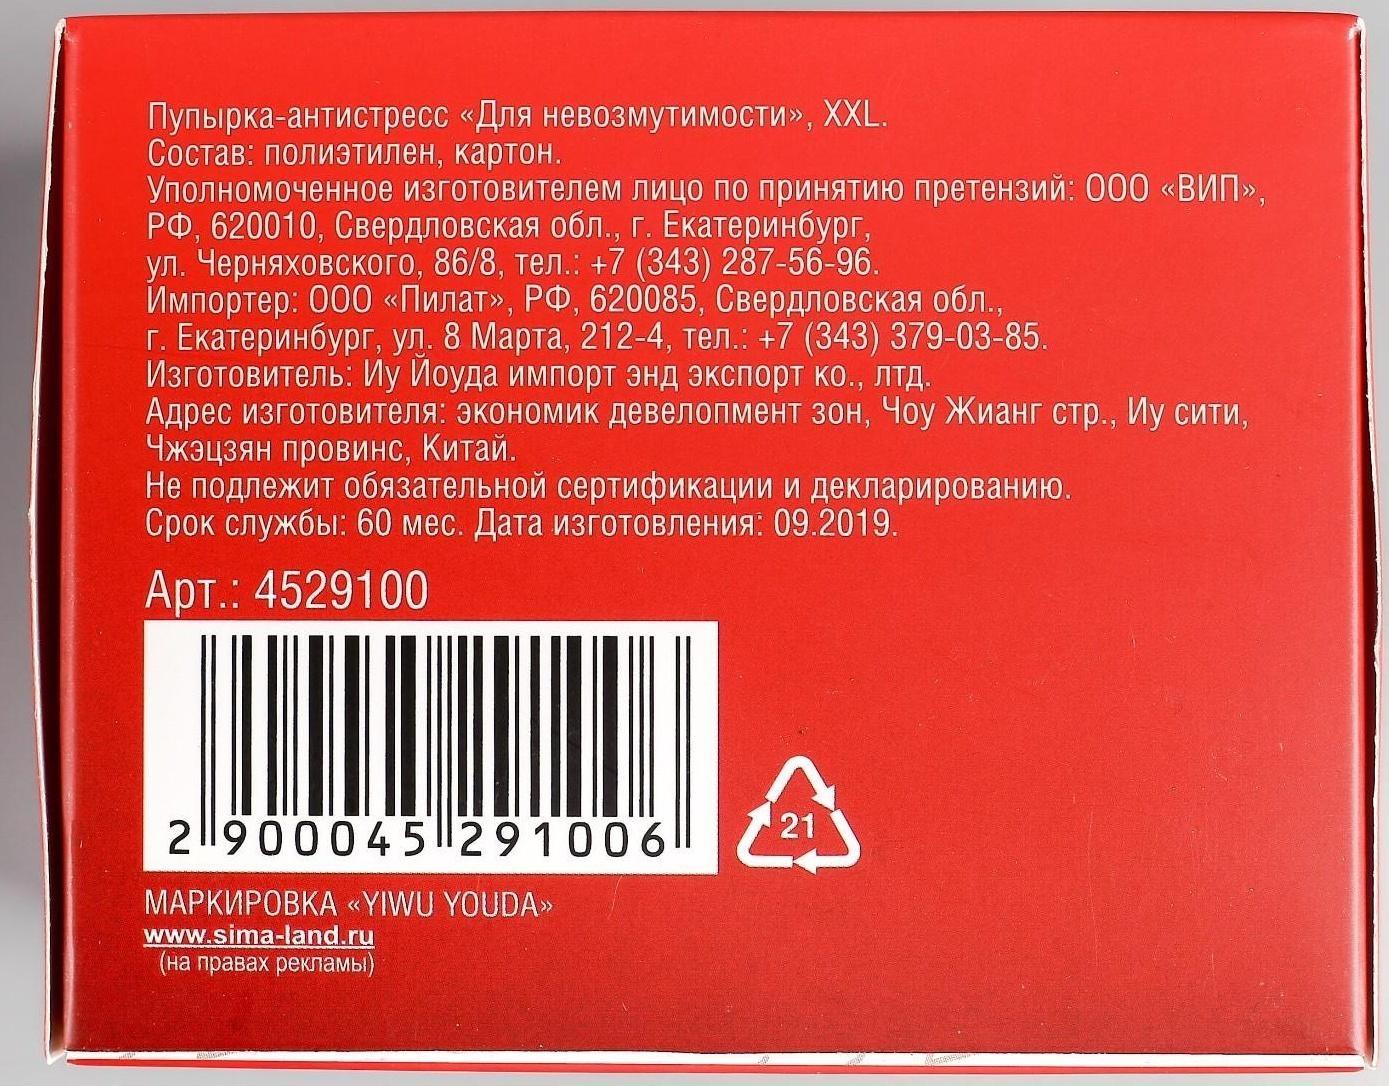 Пупырка-антистресс «Для невозмутимости», XXL.
Состав: полиэтилен, картон.
Уполномоченное изготовителем лицо по принятию претензий: ООО «ВИП»,
РФ, 620010, Свердловская обл., г. Екатеринбург,
ул. Черняховского, 86/8, тел.: +7 (343) 287-56-96.
Импортер: ООО «Пилат», РФ, 620085, Свердловская обл.,
г. Екатеринбург, ул. 8 Марта, 212-4, тел.: +7 (343) 379-03-85.
Изготовитель: Иу Йоуда импорт энд экспорт ко., лтд.
Адрес изготовителя: экономик девелопмент зон, Чоу Жианг стр., Иу сити,
Чжэцзян провинс, Китай.
Не подлежит обязательной сертификации и декларированию.
Срок службы: 60 мес. Дата изготовления: 09.2019.
Арт.: 4529100
2 900045 291006
21
МАРКИРОВКА «YIWU YOUDA»
www.sima-land.ru
(на правах рекламы)